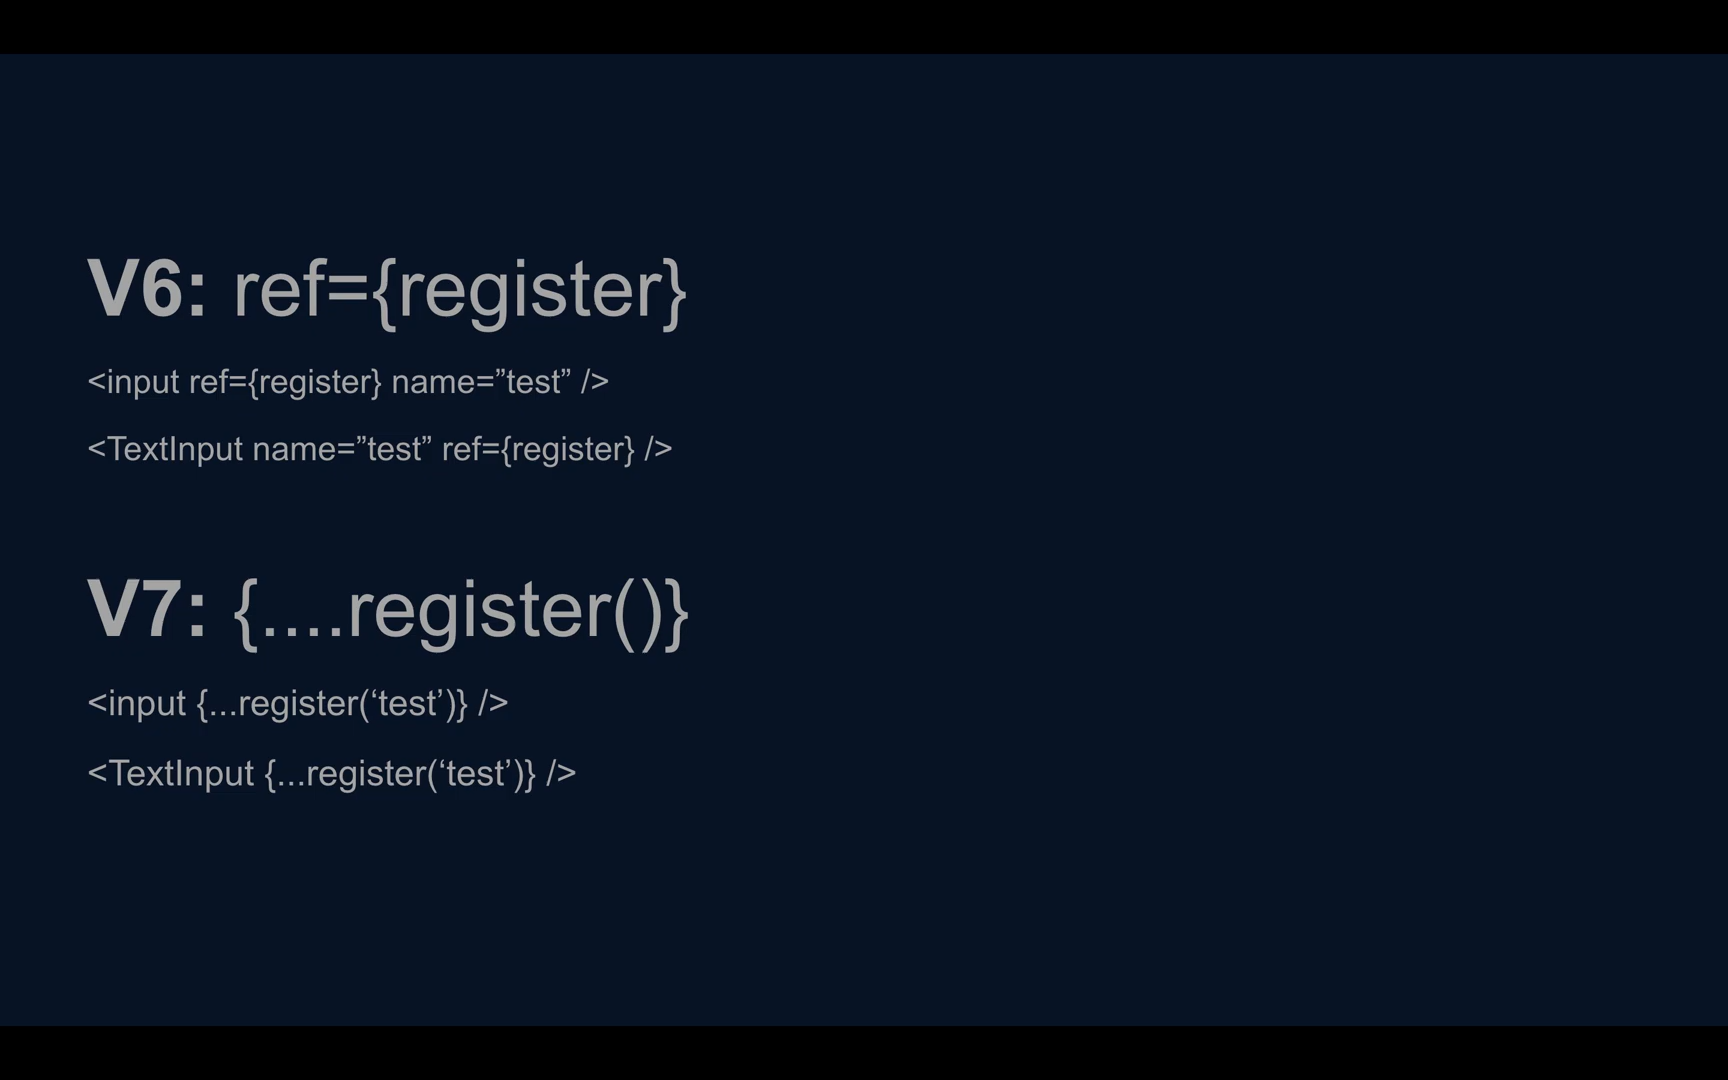 V6: ref={register}
<input ref={register} name=”test” />
<TextInput name=”test” ref={register} />
V7: {....register()}
<input {...register(‘test’)} />
<TextInput {...register(‘test’)} />